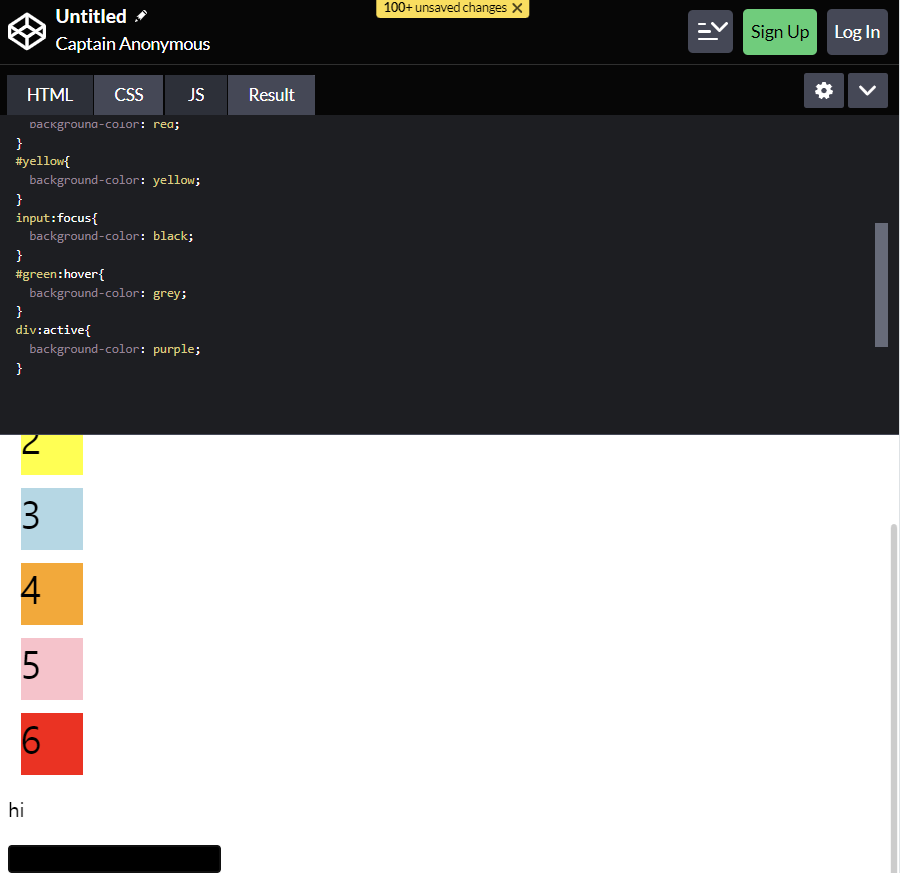 Untitled
Captain Anonymous
100+ unsaved changes
Sign Up
Log In
HTML CSS JS Result
background-color: red;
}
#yellow{
background-color: yellow;
}
input:focus{
background-color: black;
}
#green:hover{
background-color: grey;
}
div:active{
background-color: purple;
}
2
3
4
5
6
hi